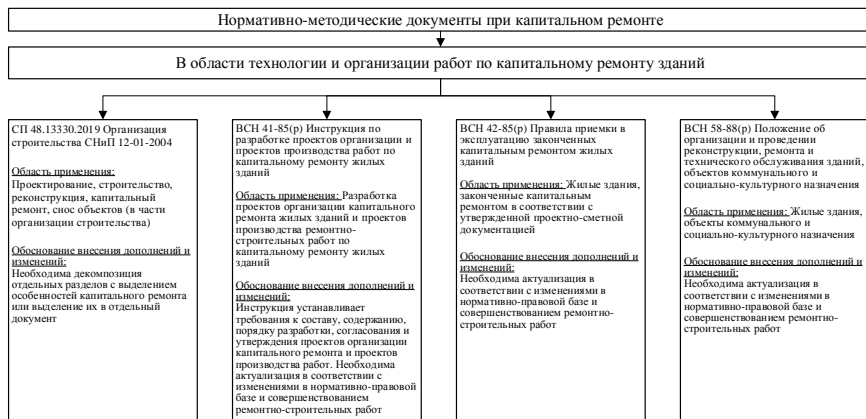 Нормативно-методические документы при капитальном ремонте
В области технологии и организации работ по капитальному ремонту зданий
СП 48.13330.2019 Организация
строительства СНиП 12-01-2004
Область применения:
Проектирование, строительство,
реконструкция, капитальный
ремонт, снос объектов (в части
организации строительства)
Обоснование внесения дополнений и
изменений:
Необходима декомпозиция
отдельных разделов с выделением
особенностей капитального ремонта
или выделение их в отдельный
документ
ВСН 41-85(р) Инструкция по
разработке проектов организации и
проектов производства работ по
капитальному ремонту жилых
зданий
Область применения: Разработка
проектов организации капитального
ремонта жилых зданий и проектов
производства ремонтно-
строительных работ по
капитальному ремонту жилых
зданий
Обоснование внесения дополнений и
изменений:
Инструкция устанавливает
требования к составу, содержанию,
порядку разработки, согласования и
утверждения проектов организации
капитального ремонта и проектов
производства работ. Необходима
актуализация в соответствии с
изменениями в нормативно-правовой
базе и совершенствованием
ремонтно-строительных работ
ВСН 42-85(р) Правила приемки в
эксплуатацию законченных
капитальным ремонтом жилых
зданий
Область применения: Жилые здания,
законченные капитальным
ремонтом в соответствии с
утвержденной проектно-сметной
документацией
Обоснование внесения дополнений и
изменений:
Необходима актуализация в
соответствии с изменениями в
нормативно-правовой базе и
совершенствованием ремонтно-
строительных работ
ВСН 58-88(р) Положение об
организации и проведении
реконструкции, ремонта и
технического обслуживания зданий,
объектов коммунального и
социально-культурного назначения
Область применения: Жилые здания,
объекты коммунального и
социально-культурного назначения
Обоснование внесения дополнений и
изменений:
Необходима актуализация в
соответствии с изменениями в
нормативно-правовой базе и
совершенствованием ремонтно-
строительных работ